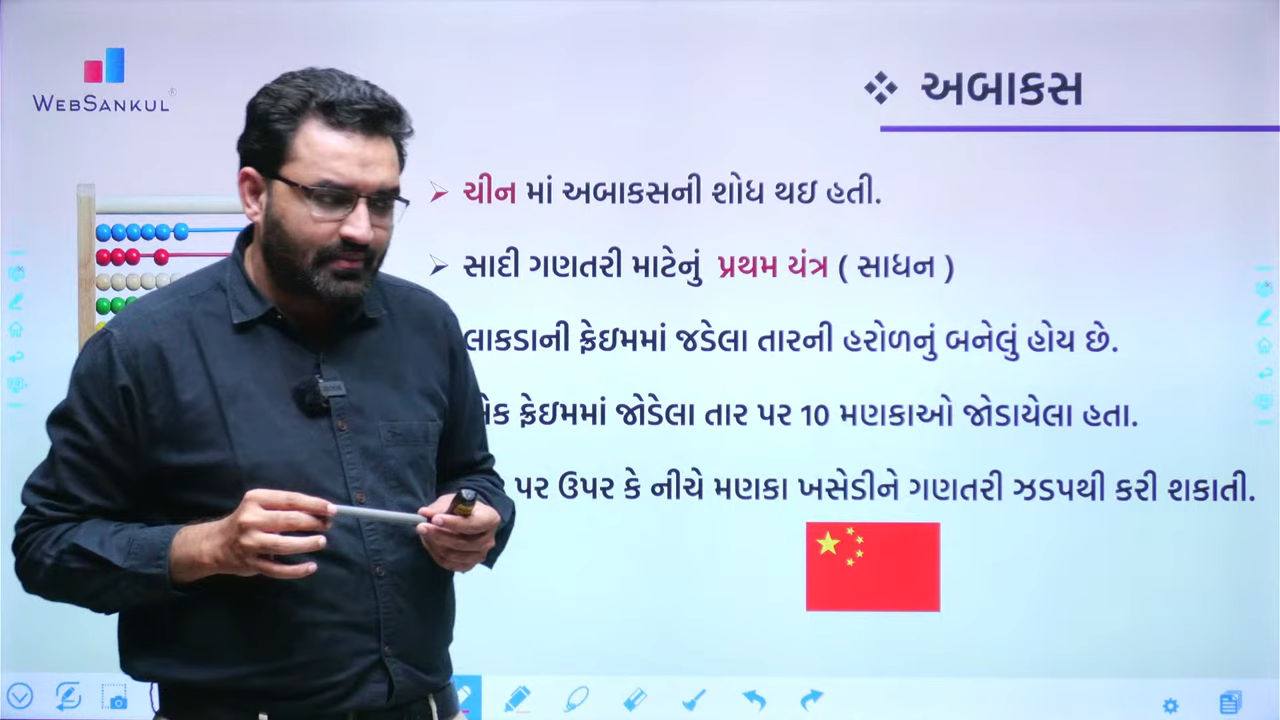 WEBSANKUL®
❖ અબાકસ
➢ ચીન માં અબાકસની શોધ થઇ હતી.
➢ સાદી ગણતરી માટેનું પ્રથમ યંત્ર ( સાધન )
લાકડાની ફ્રેઇમમાં જડેલા તારની હરોળનું બનેલું હોય છે.
ફ્રેઇમમાં જોડેલા તાર પર 10 મણકાઓ જોડાયેલા હતા.
પર ઉપર કે નીચે મણકા ખસેડીને ગણતરી ઝડપથી કરી શકાતી.